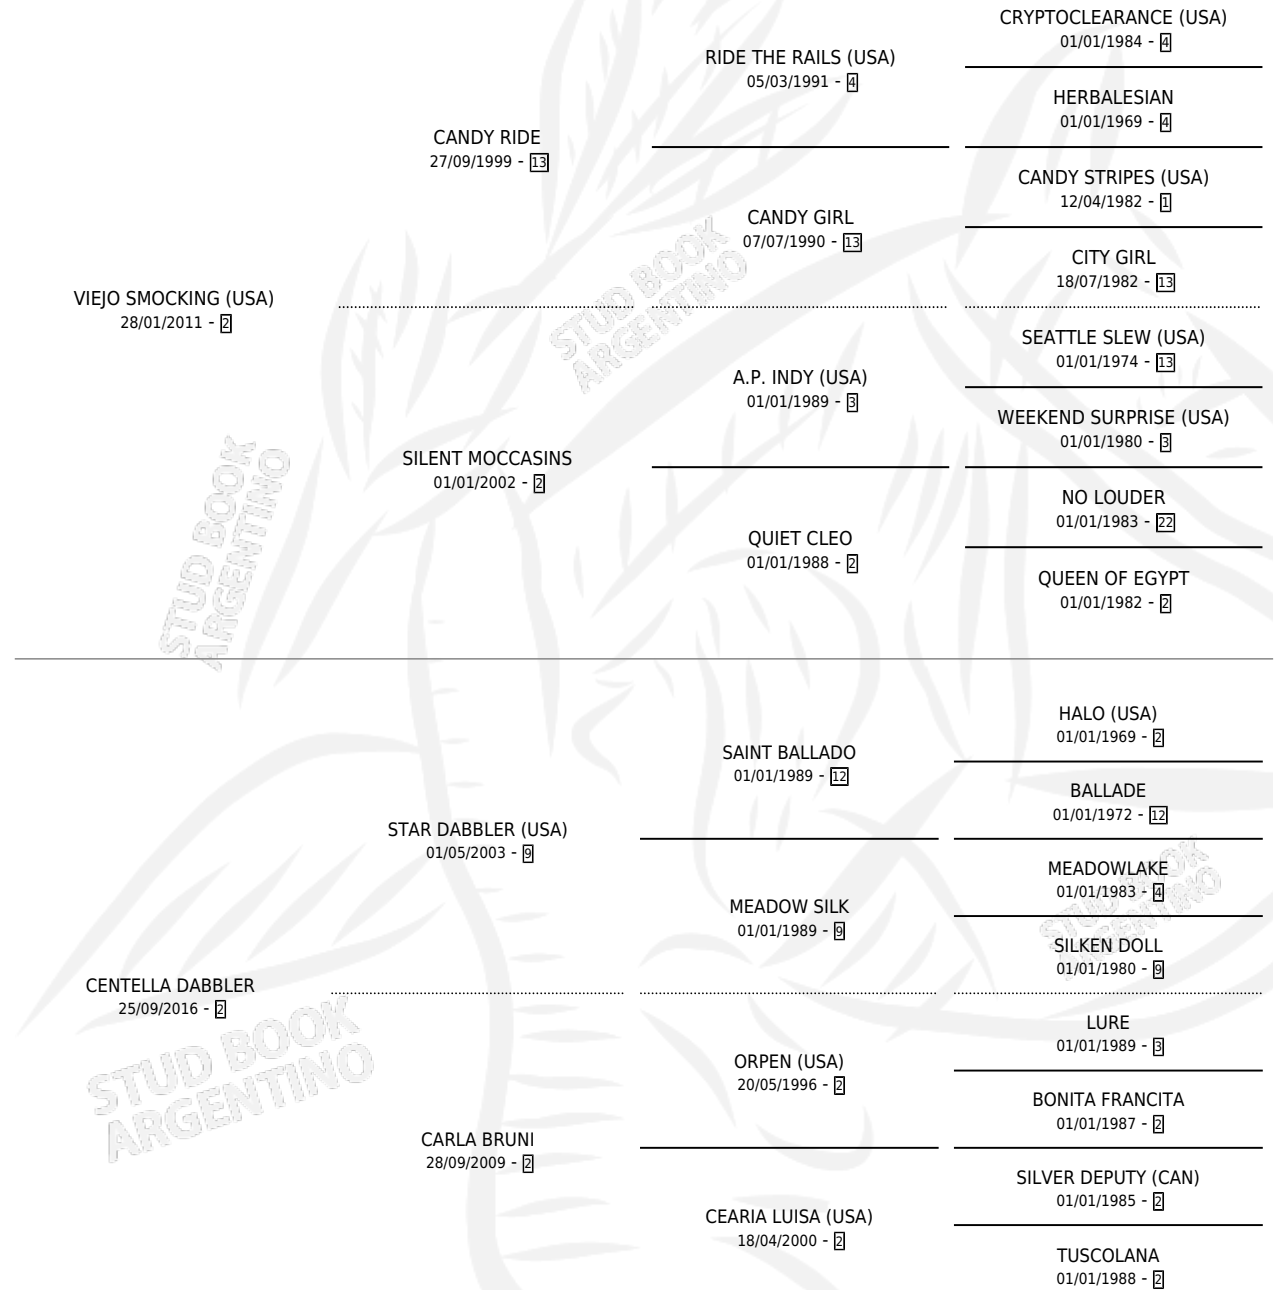 CRYPTOCLEARANCE (USA)
01/01/1984 - 4
RIDE THE RAILS (USA)
05/03/1991 - 4
HERBALESIAN
01/01/1969 - 4
CANDY RIDE
27/09/1999 - 13
CANDY STRIPES (USA)
12/04/1982 - 1
CANDY GIRL
07/07/1990 - 13
CITY GIRL
18/07/1982 - 13
VIEJO SMOCKING (USA)
28/01/2011 - 2
STUD BOOK
ARGENTINO
SEATTLE SLEW (USA)
01/01/1974 - 13
A.P. INDY (USA)
01/01/1989 - 3
WEEKEND SURPRISE (USA)
01/01/1980 - 3
SILENT MOCCASINS
01/01/2002 - 2
NO LOUDER
01/01/1983 - 22
QUIET CLEO
01/01/1988 - 2
QUEEN OF EGYPT
01/01/1982 - 2
STUD BOOK
ARGENTINO
HALO (USA)
01/01/1969 - 2
SAINT BALLADO
01/01/1989 - 12
BALLADE
01/01/1972 - 12
STAR DABBLER (USA)
01/05/2003 - 9
MEADOWLAKE
01/01/1983 - 4
MEADOW SILK
01/01/1989 - 9
STUD BOOK
ARGENTINO
SILKEN DOLL
01/01/1980 - 9
CENTELLA DABBLER
25/09/2016 - 2
STUD BOOK
ARGENTINO
LURE
01/01/1989 - 3
ORPEN (USA)
20/05/1996 - 2
BONITA FRANCITA
01/01/1987 - 2
CARLA BRUNI
28/09/2009 - 2
SILVER DEPUTY (CAN)
01/01/1985 - 2
CEARIA LUISA (USA)
18/04/2000 - 2
TUSCOLANA
01/01/1988 - 2